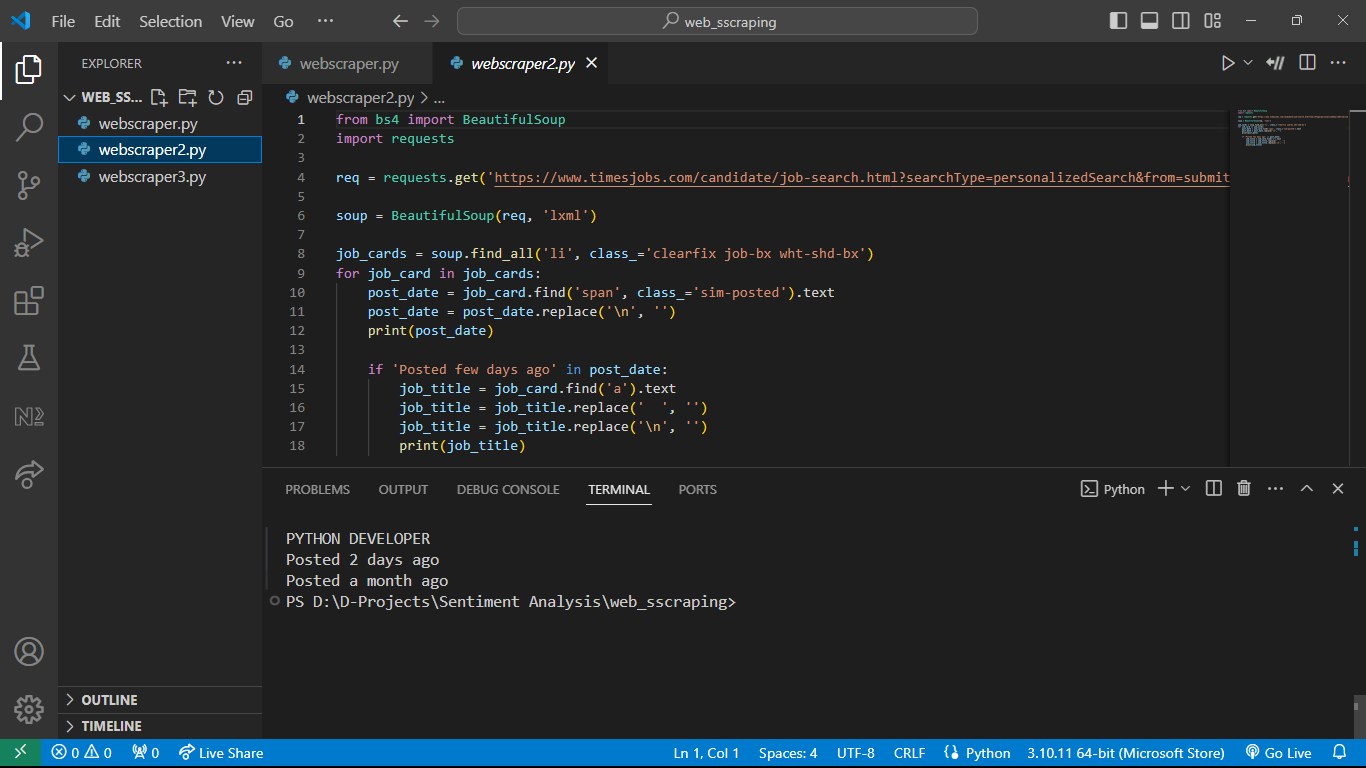 File Edit Selection View Go ··· web_sscraping
EXPLORER ···
WEB_SS...
webscraper.py
webscraper2.py
webscraper3.py
OUTLINE
TIMELINE
webscraper.py webscraper2.py
webscraper2.py > ...
1 from bs4 import BeautifulSoup
2 import requests
3
4 req = requests.get('https://www.timesjobs.com/candidate/job-search.html?searchType=personalizedSearch&from=submit
5
6 soup = BeautifulSoup(req, 'lxml')
7
8 job_cards = soup.find_all('li', class_='clearfix job-bx wht-shd-bx')
9 for job_card in job_cards:
10     post_date = job_card.find('span', class_='sim-posted').text
11     post_date = post_date.replace('\n', '')
12     print(post_date)
13
14     if 'Posted few days ago' in post_date:
15         job_title = job_card.find('a').text
16         job_title = job_title.replace('  ', '')
17         job_title = job_title.replace('\n', '')
18         print(job_title)
PROBLEMS OUTPUT DEBUG CONSOLE TERMINAL PORTS Python
PYTHON DEVELOPER
Posted 2 days ago
Posted a month ago
PS D:\D-Projects\Sentiment Analysis\web_sscraping>
0 0 0 Live Share Ln 1, Col 1 Spaces: 4 UTF-8 CRLF Python 3.10.11 64-bit (Microsoft Store) Go Live